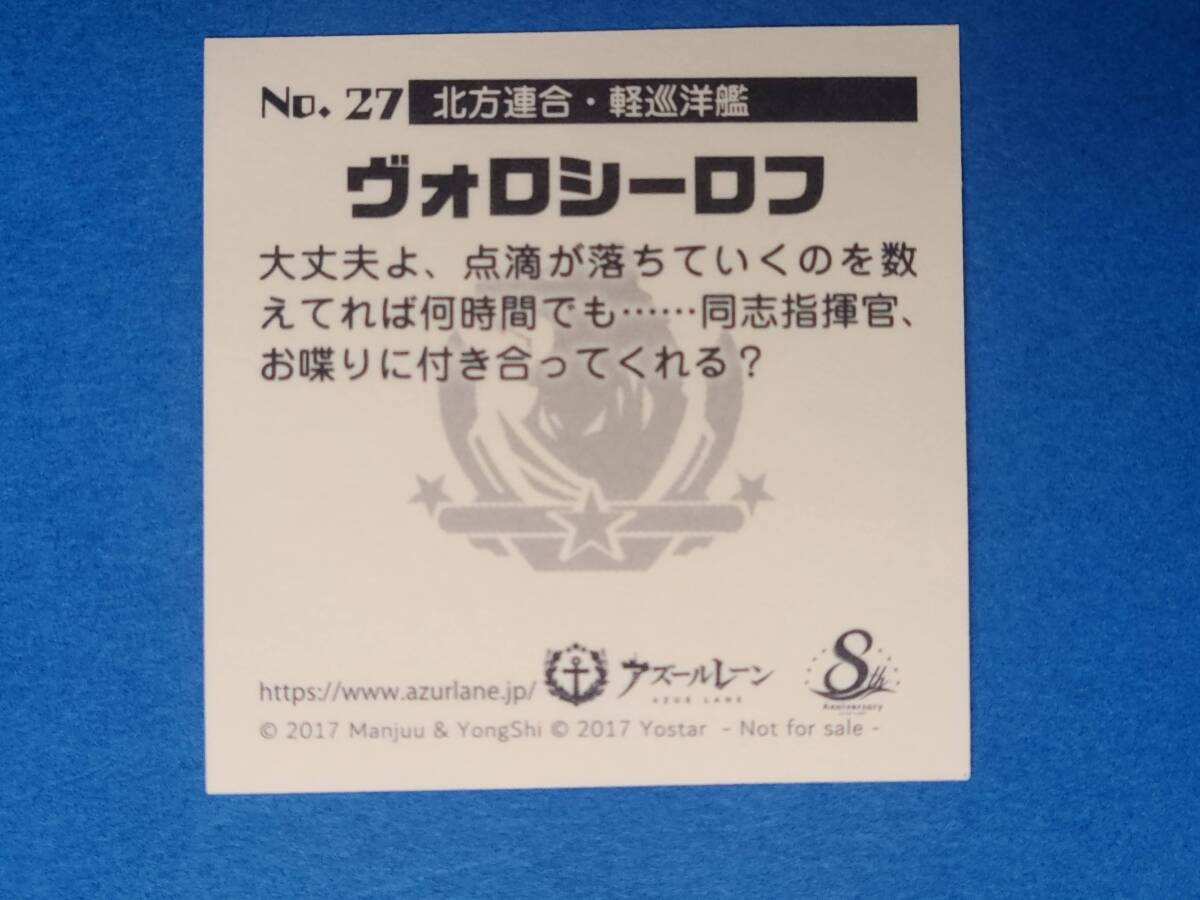 No. 27 北方連合・軽巡洋艦
ヴォロシーロフ
大丈夫よ、点滴が落ちていくのを数
えてれば何時間でも……同志指揮官、
お喋りに付き合ってくれる？
https://www.azurlane.jp/
アズールレーン
AZUR LANE
8th
Anniversary
© 2017 Manjuu & YongShi © 2017 Yostar - Not for sale -